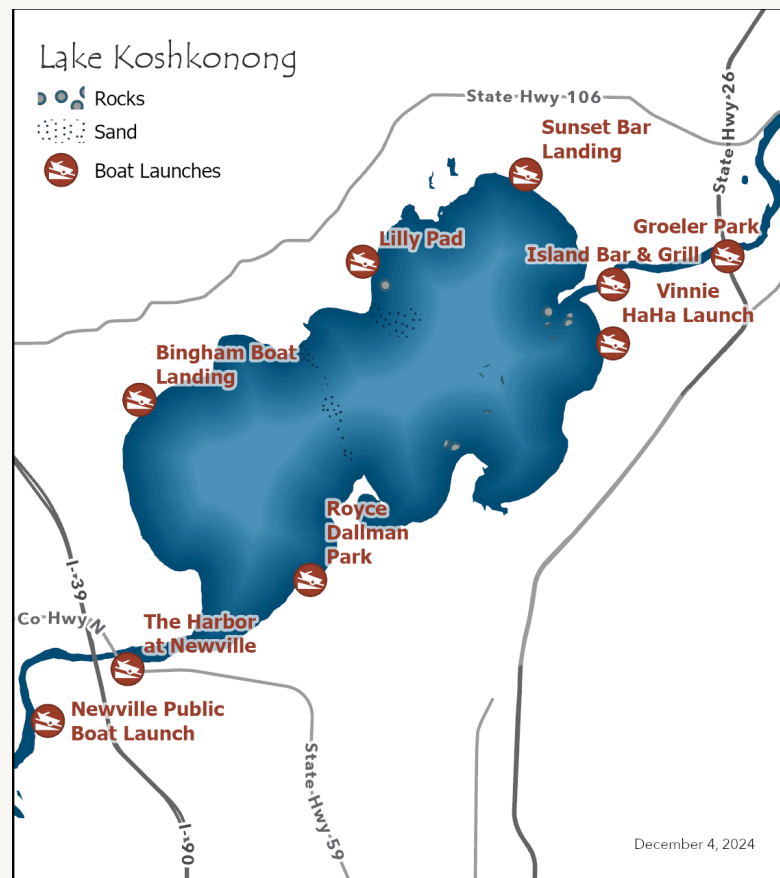 Lake Koshkonong
Rocks
Sand
Boat Launches
State Hwy 106
State Hwy 26
Sunset Bar
Landing
Groeler Park
Lilly Pad
Island Bar & Grill
Vinnie
HaHa Launch
Bingham Boat
Landing
Royce
Dallman
Park
I-39
Co Hwy N
The Harbor
at Newville
Newville Public
Boat Launch
State Hwy 59
I-90
December 4, 2024